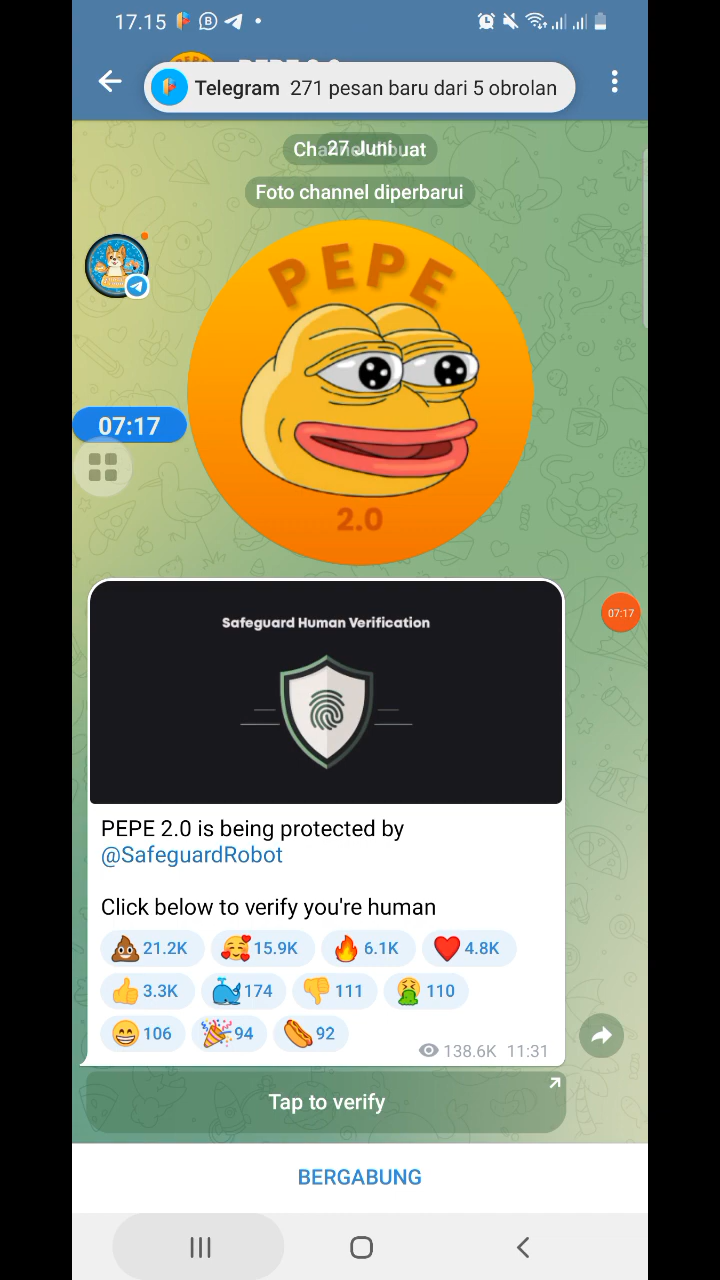 17.15
Telegram 271 pesan baru dari 5 obrolan
27 Juni
Foto channel diperbarui
PEPE
2.0
07:17
07:17
Safeguard Human Verification
PEPE 2.0 is being protected by
@SafeguardRobot
Click below to verify you're human
21.2K 15.9K 6.1K 4.8K
3.3K 174 111 110
106 94 92
138.6K 11:31
Tap to verify
BERGABUNG